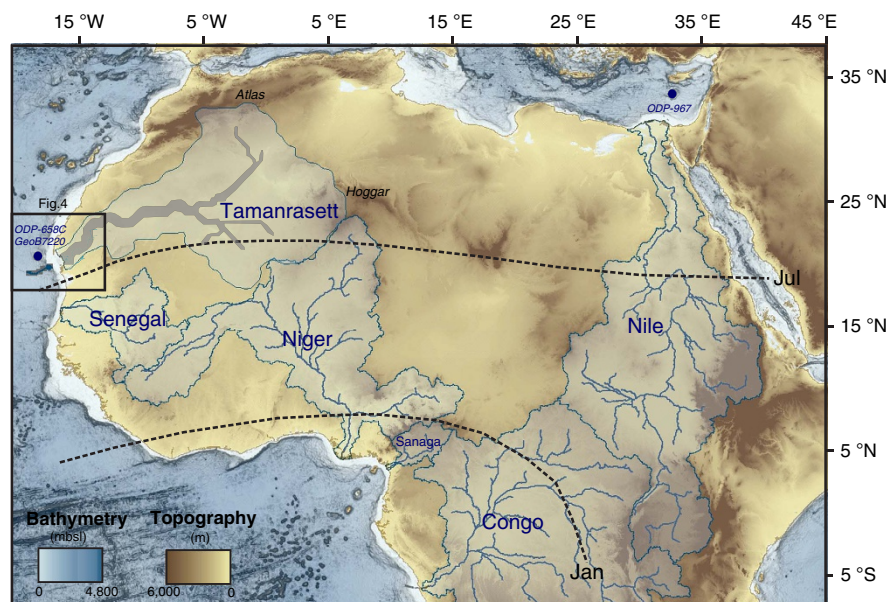 15 °W 5 °W 5 °E 15 °E 25 °E 35 °E 45 °E
35 °N
ODP-967
Atlas
Hoggar
Fig.4
25 °N
Tamanrasett
ODP-658C
GeoB7220
Jul
Senegal
Nile
15 °N
Niger
Sanaga
5 °N
Congo
Bathymetry Topography
(mbsl) (m)
Jan
5 °S
0 4,800 6,000 0